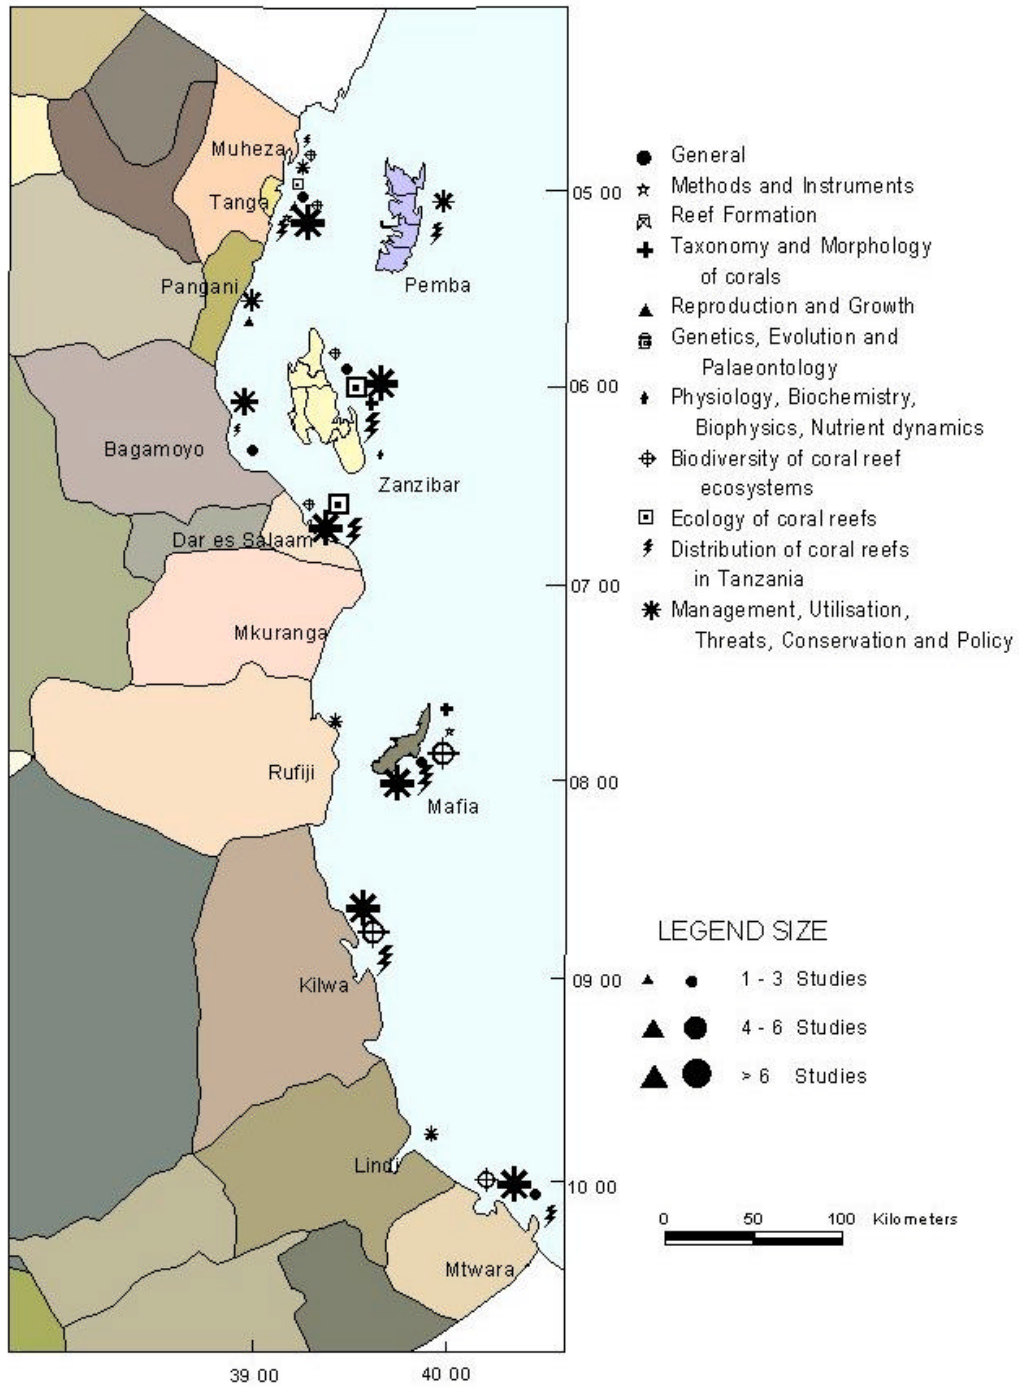 Muheza
Tanga
Pangani
Pemba
Bagamoyo
Zanzibar
Dar es Salaam
Mkuranga
Rufiji
Mafia
Kilwa
Lindi
Mtwara
05 00
06 00
07 00
08 00
09 00
10 00
39 00
40 00
General
Methods and Instruments
Reef Formation
Taxonomy and Morphology
of corals
Reproduction and Growth
Genetics, Evolution and
Palaeontology
Physiology, Biochemistry,
Biophysics, Nutrient dynamics
Biodiversity of coral reef
ecosystems
Ecology of coral reefs
Distribution of coral reefs
in Tanzania
Management, Utilisation,
Threats, Conservation and Policy
LEGEND SIZE
1 - 3 Studies
4 - 6 Studies
> 6 Studies
0 50 100 Kilometers